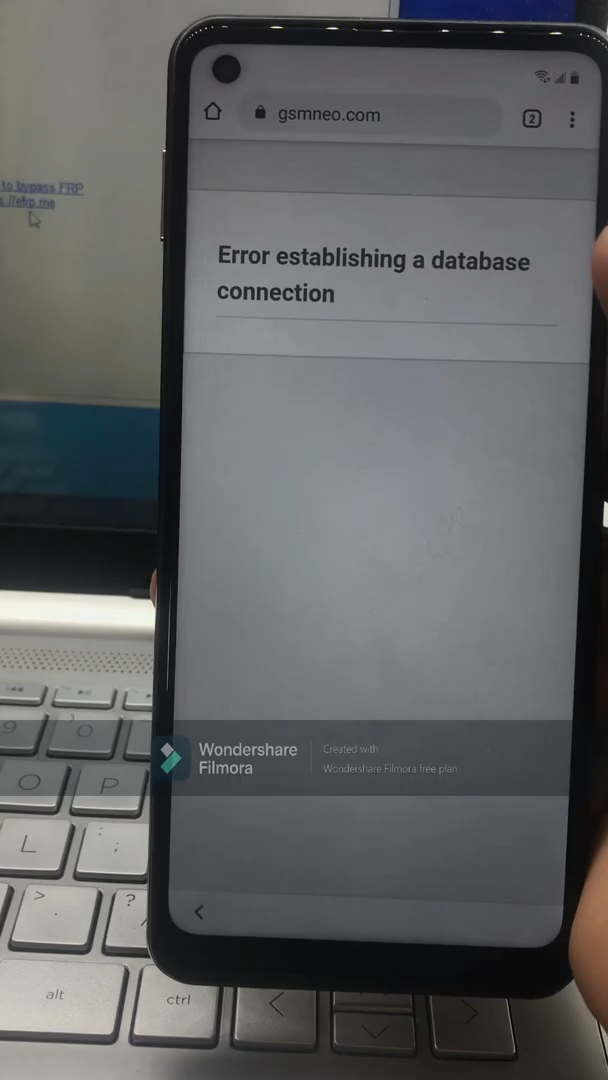 to bypass FRP
s://efrp.me
gsmneo.com
2
Error establishing a database
connection
Wondershare
Filmora
Created with
Wondershare Filmora free plan
9
O
P
L
:
;
>
.
?
/
alt
ctrl